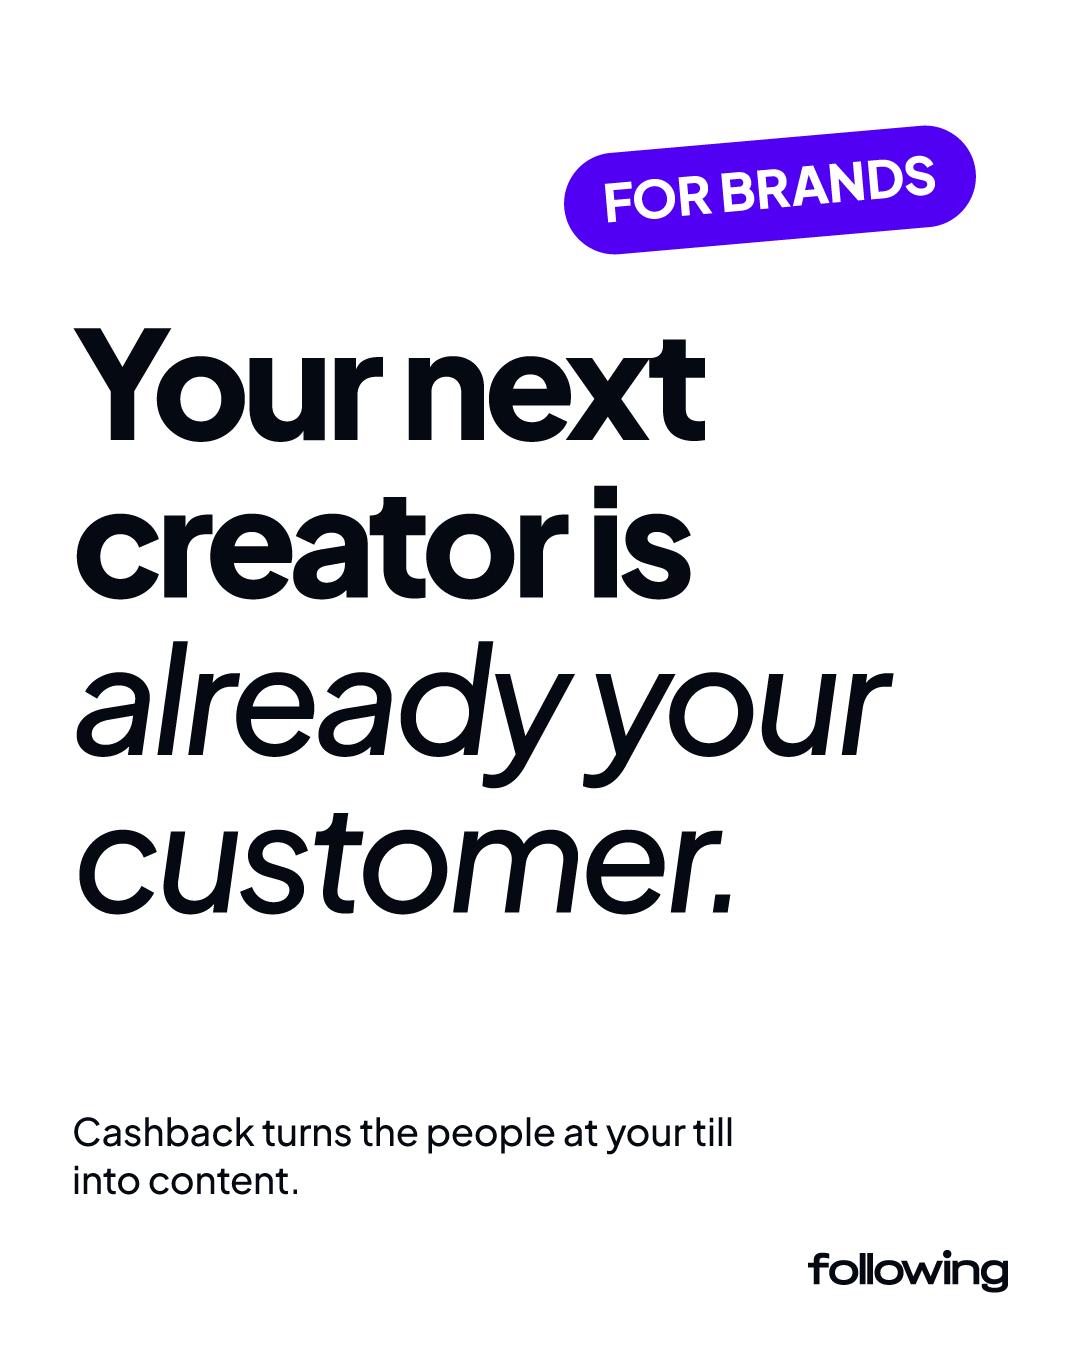 FOR BRANDS
Your next
creator is
already your
customer.
Cashback turns the people at your till
into content.
following